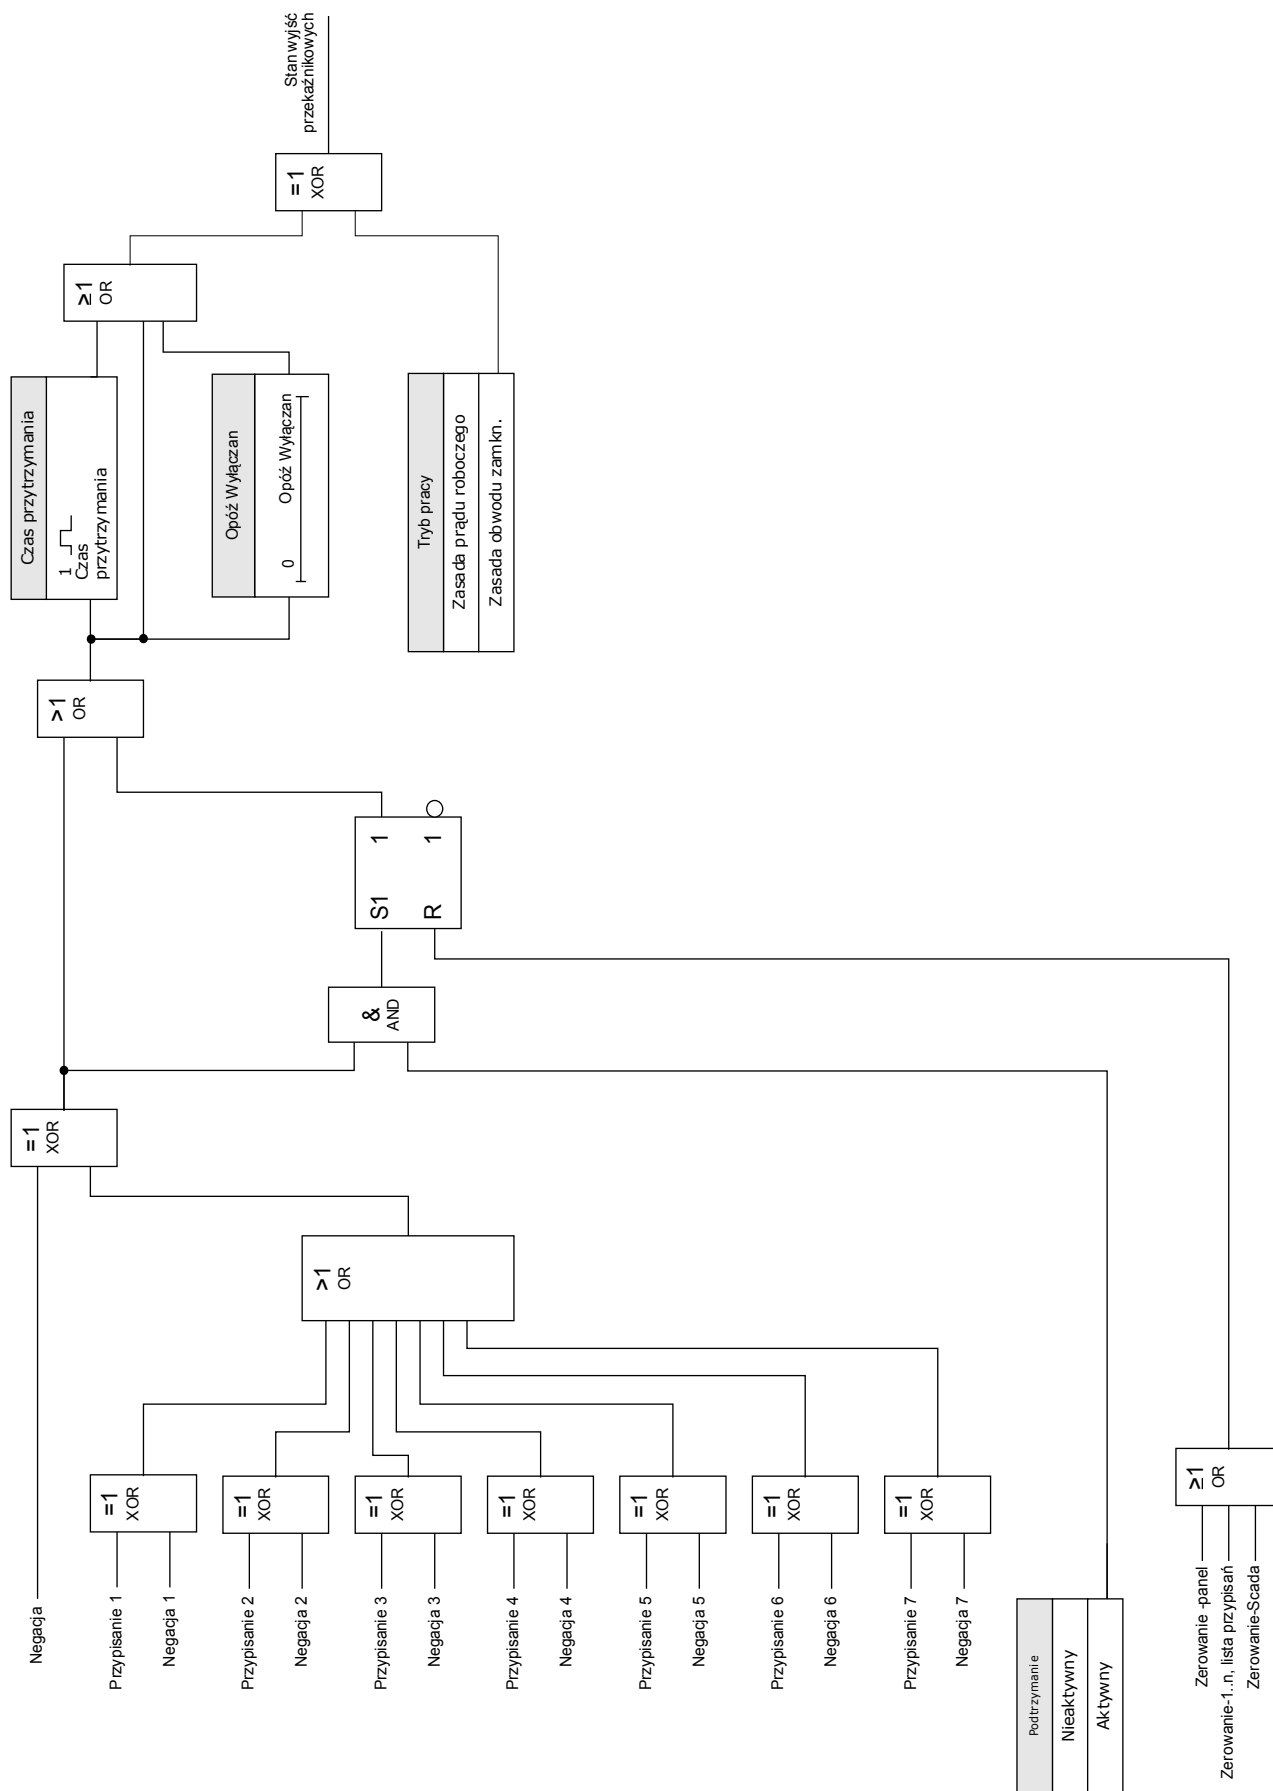 Negacja
Przypisanie 1
Negacja 1
Przypisanie 2
Negacja 2
Przypisanie 3
Negacja 3
Przypisanie 4
Negacja 4
Przypisanie 5
Negacja 5
Przypisanie 6
Negacja 6
Przypisanie 7
Negacja 7
=1
XOR
=1
XOR
=1
XOR
=1
XOR
=1
XOR
=1
XOR
=1
XOR
>1
OR
=1
XOR
Podtrzymanie
Nieaktywny
Aktywny
Zerowanie -panel
Zerowanie-1..n, lista przypisań
Zerowanie-Scada
≥1
OR
&
AND
S1 1
R 1
>1
OR
Czas przytrzymania
1
Czas
przytrzymania
Opóź Wyłączan
0 Opóź Wyłączan
Tryb pracy
Zasada prądu roboczego
Zasada obwodu zamkn.
≥1
OR
=1
XOR
Stan wyjść
przekaźnikowych